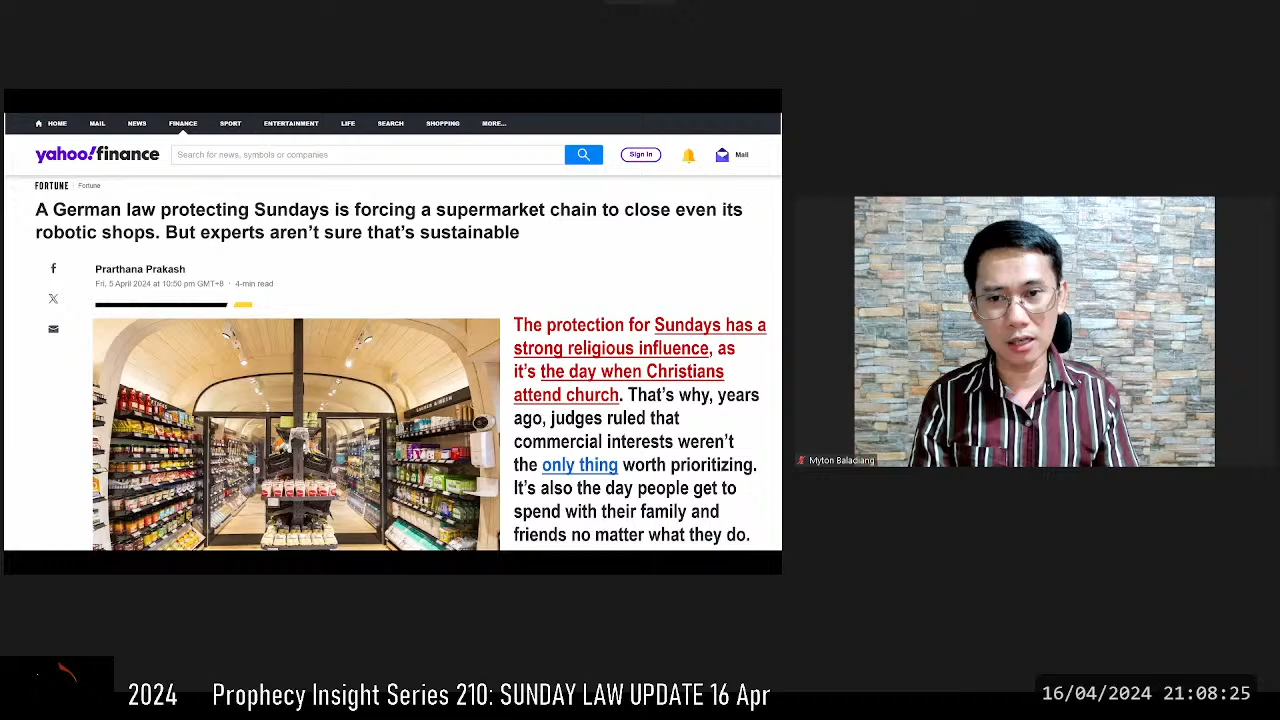 HOME MAIL NEWS FINANCE SPORT ENTERTAINMENT LIFE SEARCH SHOPPING MORE...
yahoo!finance Search for news, symbols or companies Sign in Mail
FORTUNE Fortune
A German law protecting Sundays is forcing a supermarket chain to close even its
robotic shops. But experts aren't sure that's sustainable
Prarthana Prakash
Fri, 5 April 2024 at 10:50 pm GMT+8 · 4-min read
The protection for Sundays has a
strong religious influence, as
it's the day when Christians
attend church. That's why, years
ago, judges ruled that
commercial interests weren't
the only thing worth prioritizing.
It's also the day people get to
spend with their family and
friends no matter what they do.
Myton Baladiang
2024 Prophecy Insight Series 210: SUNDAY LAW UPDATE 16 Apr
16/04/2024 21:08:25